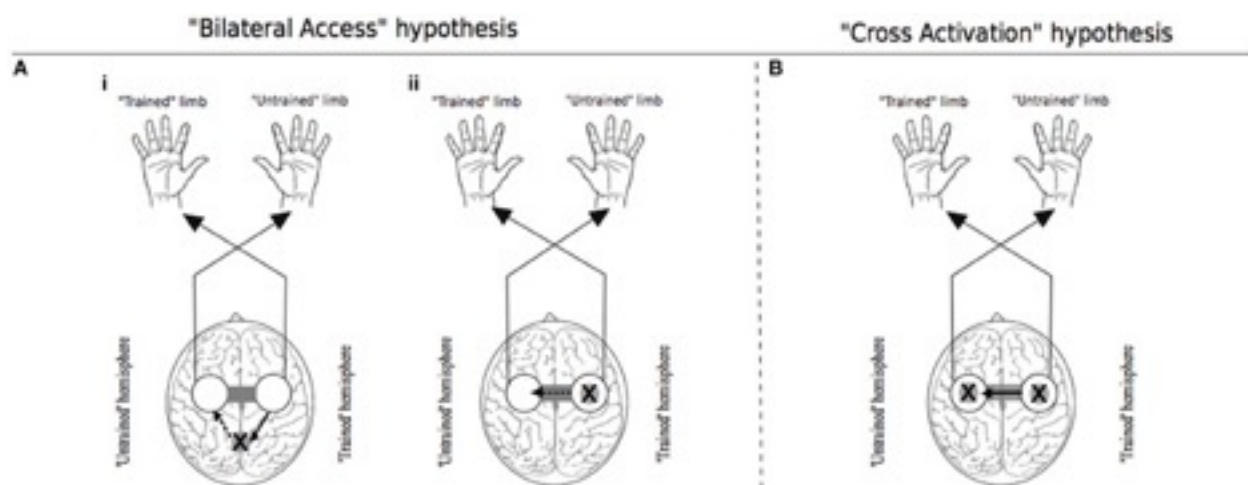 "Bilateral Access" hypothesis
"Cross Activation" hypothesis
A
i
"Trained" limb
"Untrained" limb
ii
"Trained" limb
"Untrained" limb
B
"Trained" limb
"Untrained" limb
'Untrained' hemisphere
X
'Trained' hemisphere
'Untrained' hemisphere
X
'Trained' hemisphere
'Untrained' hemisphere
X
X
'Trained' hemisphere